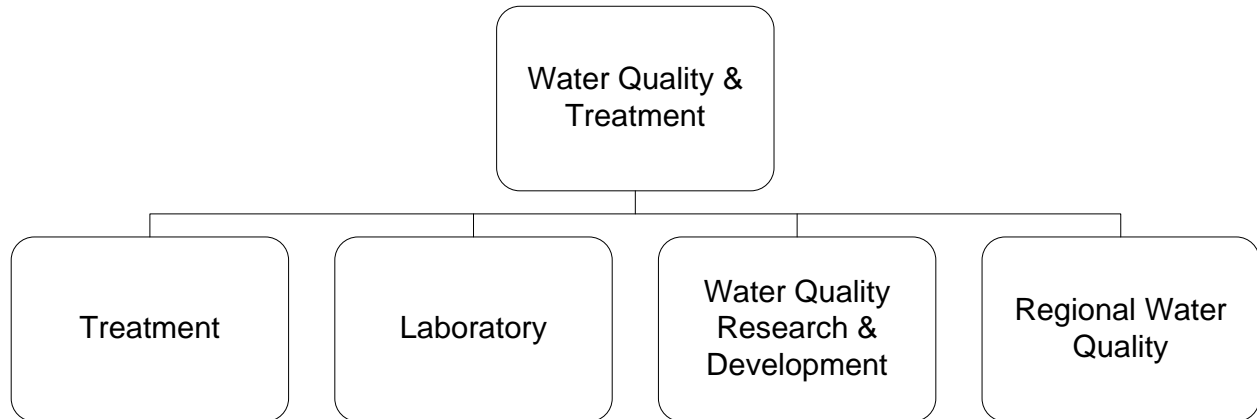 Water Quality &
Treatment
Treatment
Laboratory
Water Quality
Research &
Development
Regional Water
Quality